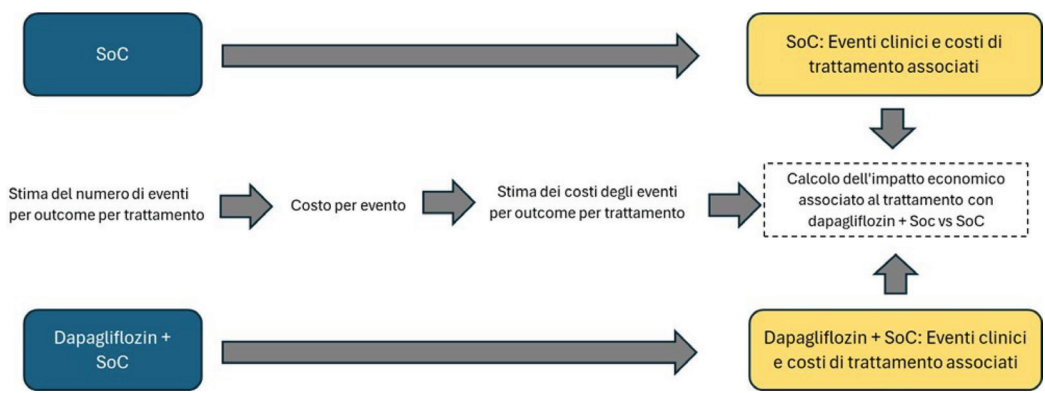 SoC
SoC: Eventi clinici e costi di
trattamento associati
Stima del numero di eventi
per outcome per trattamento
Costo per evento
Stima dei costi degli eventi
per outcome per trattamento
Calcolo dell'impatto economico
associato al trattamento con
dapagliflozin + Soc vs SoC
Dapagliflozin +
SoC
Dapagliflozin + SoC: Eventi clinici
e costi di trattamento associati